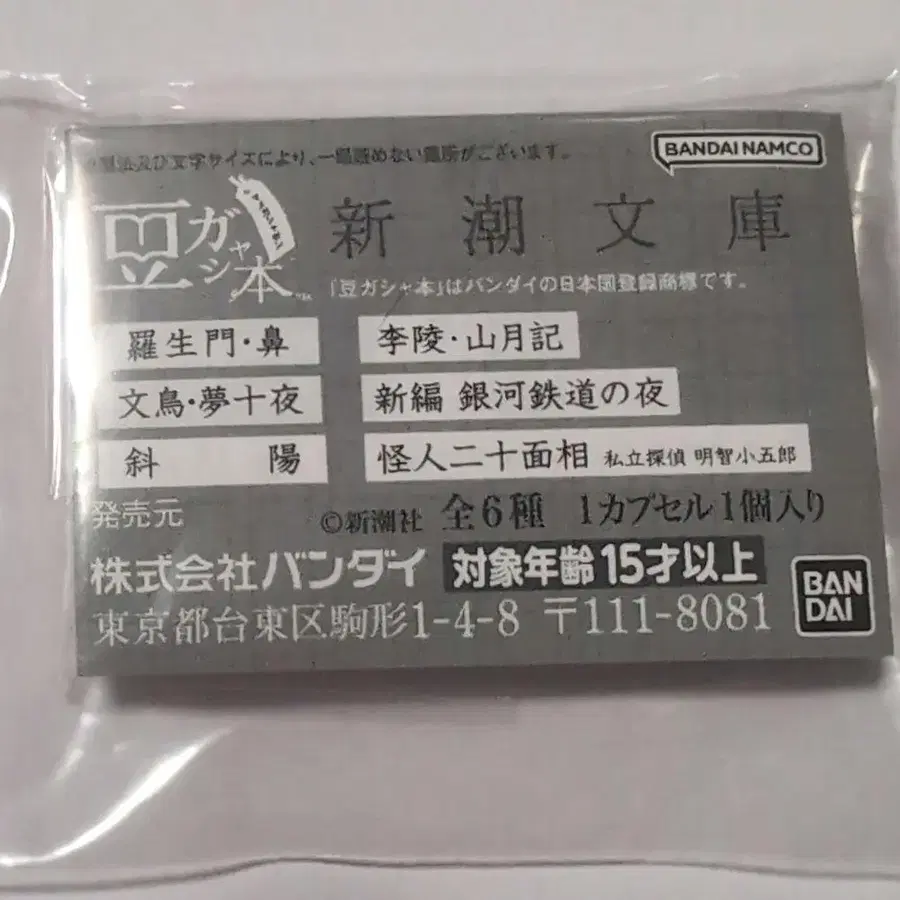 製法及び文字サイズにより、一部読めない箇所がございます。
BANDAI NAMCO
豆ガシャ本
新潮文庫
「豆ガシャ本」はバンダイの日本国登録商標です。
羅生門・鼻 李陵・山月記
文鳥・夢十夜 新編 銀河鉄道の夜
斜陽 怪人二十面相 私立探偵 明智小五郎
発売元 ©新潮社 全6種 1カプセル1個入り
株式会社バンダイ 対象年齢15才以上
東京都台東区駒形1-4-8 〒111-8081
BAN
DAI